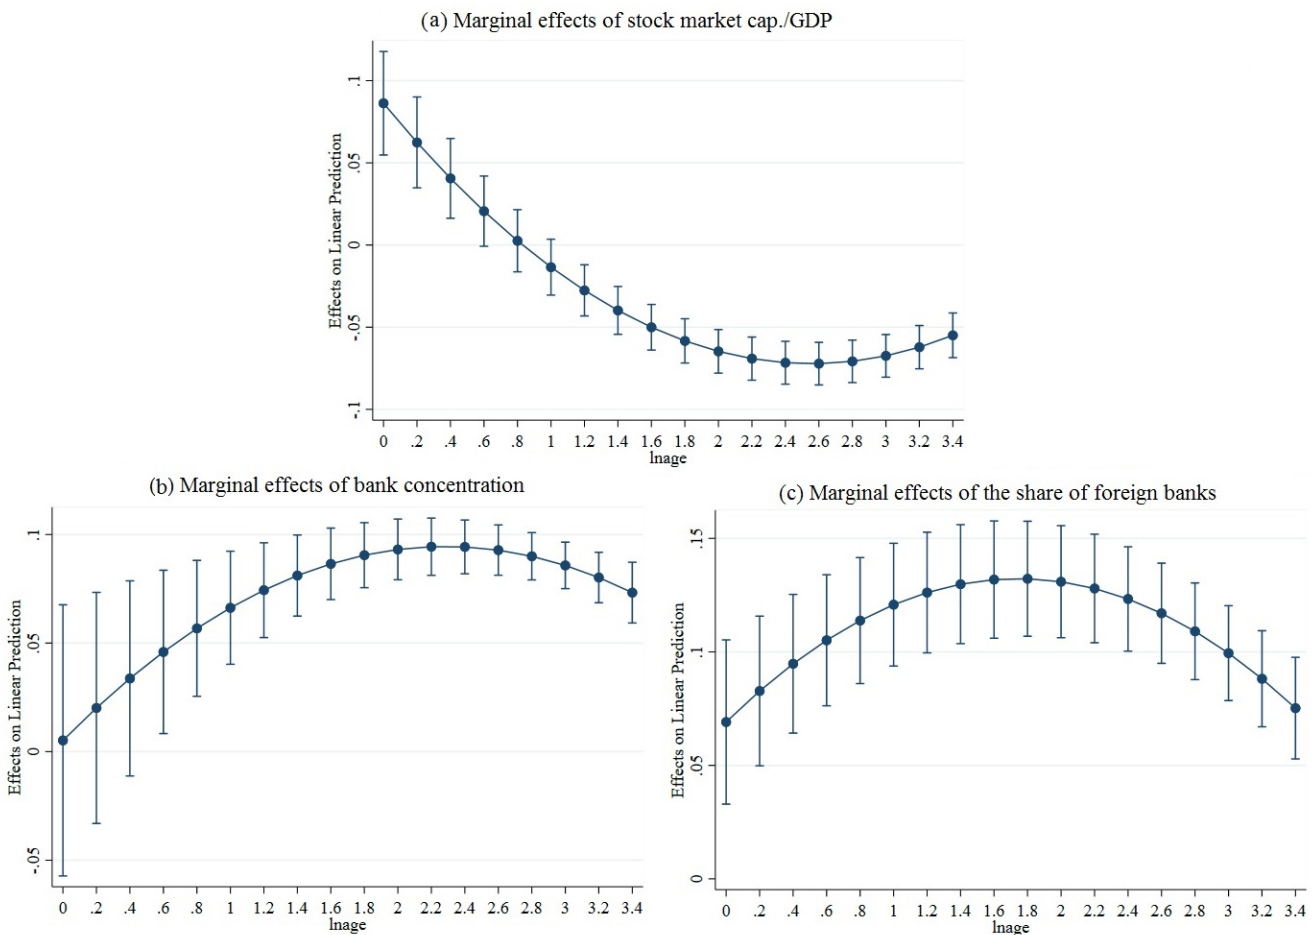 (a) Marginal effects of stock market cap./GDP
Effects on Linear Prediction
.1
.05
0
-.05
-.1
0 .2 .4 .6 .8 1 1.2 1.4 1.6 1.8 2 2.2 2.4 2.6 2.8 3 3.2 3.4
lnage
(b) Marginal effects of bank concentration
Effects on Linear Prediction
.1
.05
0
-.05
0 .2 .4 .6 .8 1 1.2 1.4 1.6 1.8 2 2.2 2.4 2.6 2.8 3 3.2 3.4
lnage
(c) Marginal effects of the share of foreign banks
Effects on Linear Prediction
.15
.1
.05
0
0 .2 .4 .6 .8 1 1.2 1.4 1.6 1.8 2 2.2 2.4 2.6 2.8 3 3.2 3.4
lnage